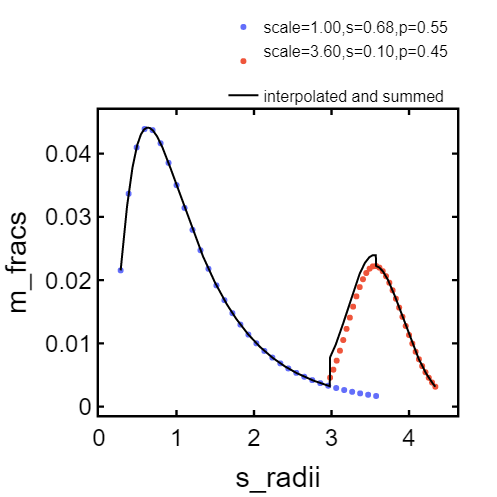 scale=1.00,s=0.68,p=0.55
scale=3.60,s=0.10,p=0.45
interpolated and summed
m_fracs
0.04
0.03
0.02
0.01
0
0 1 2 3 4
s_radii